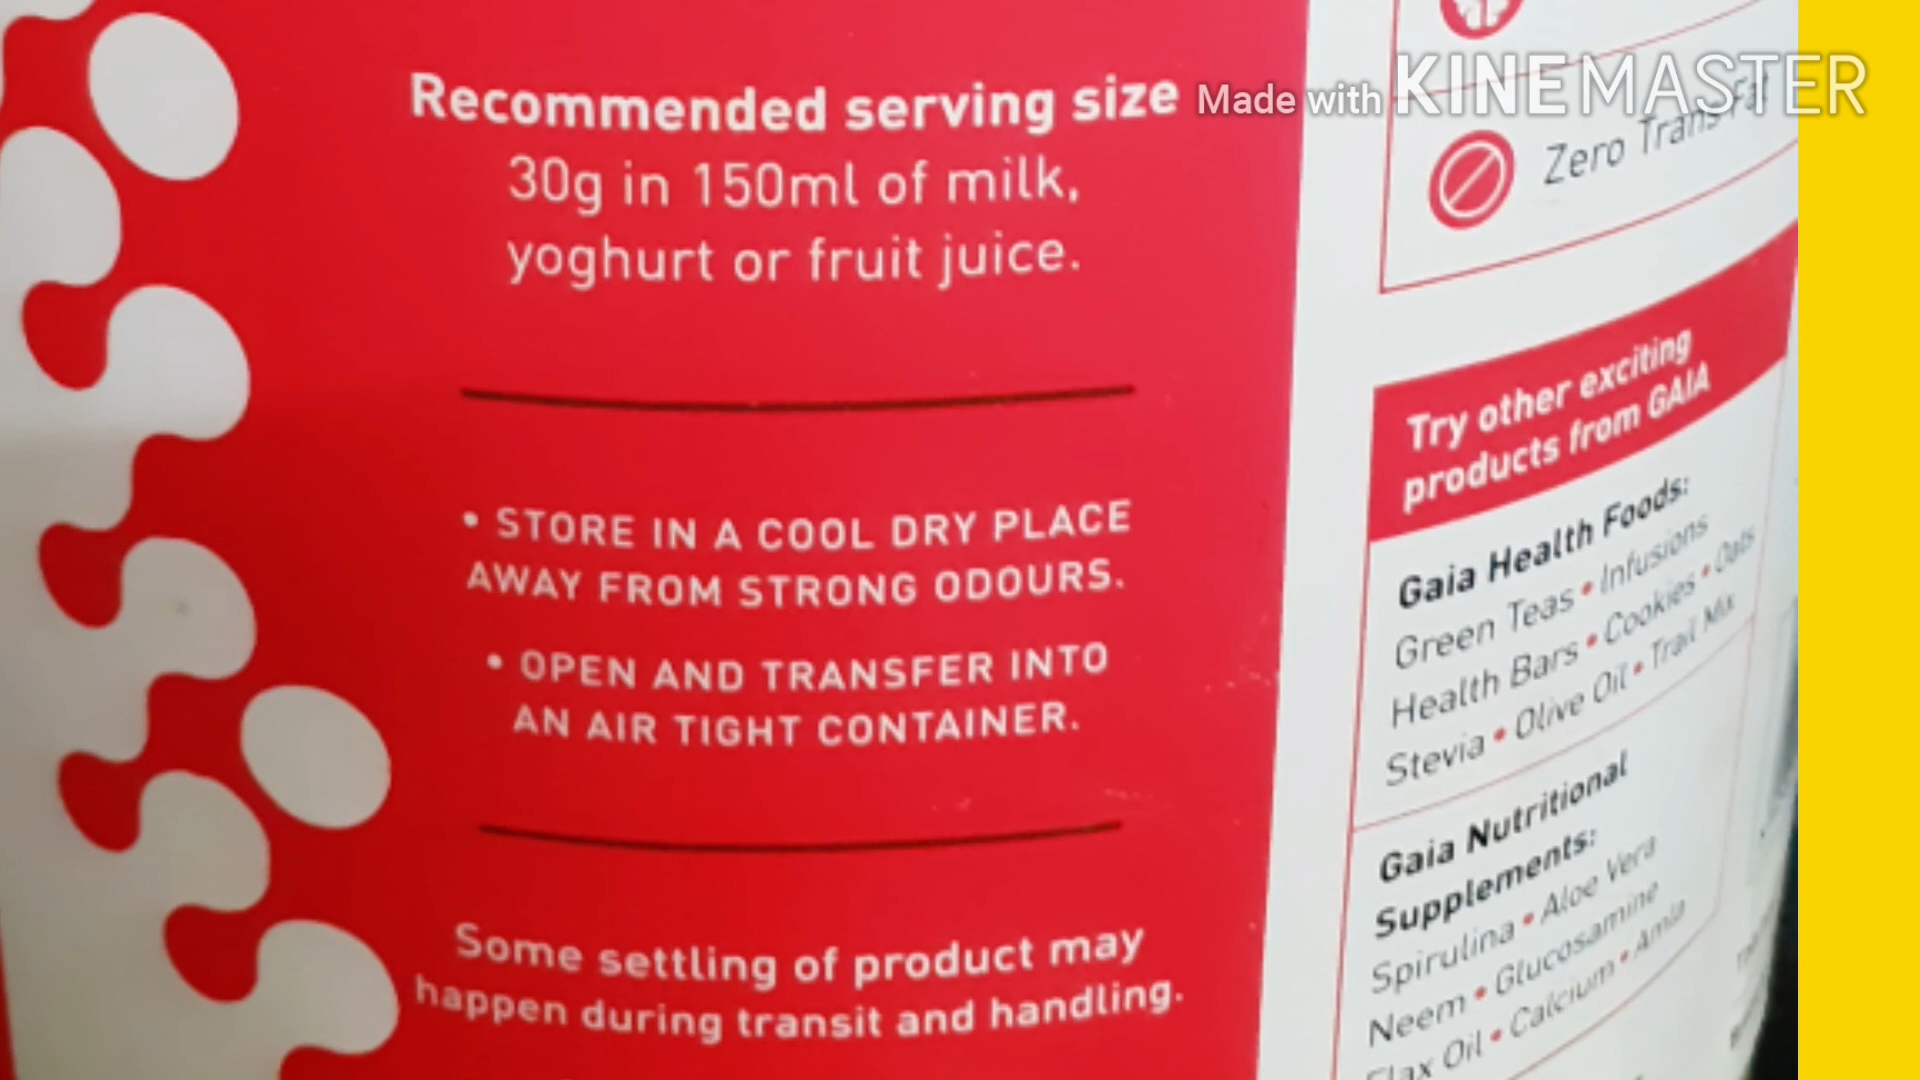 Recommended serving size
30g in 150ml of milk,
yoghurt or fruit juice.
• STORE IN A COOL DRY PLACE
AWAY FROM STRONG ODOURS.
• OPEN AND TRANSFER INTO
AN AIR TIGHT CONTAINER.
Some settling of product may
happen during transit and handling.
Made with KINEMASTER
Zero Trans Fat
Try other exciting
products from GAIA
Gaia Health Foods:
Green Teas • Infusions
Health Bars • Cookies • Oats
Stevia • Olive Oil • Trail Mix
Gaia Nutritional
Supplements:
Spirulina • Aloe Vera
Neem • Glucosamine
Flax Oil • Calcium • Amla